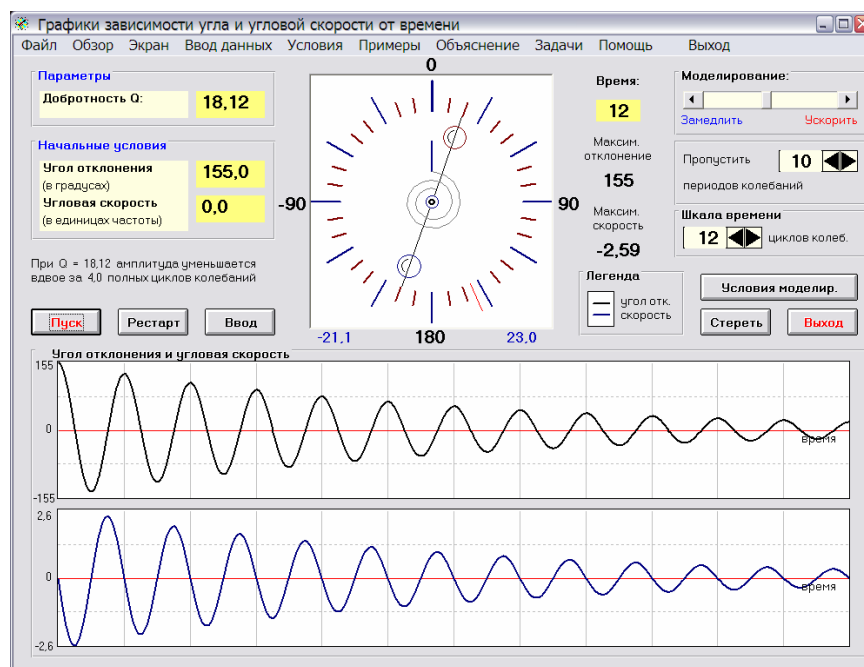 Графики зависимости угла и угловой скорости от времени
Файл Обзор Экран Ввод данных Условия Примеры Объяснение Задачи Помощь Выход
Параметры
Добротность Q: 18,12
Начальные условия
Угол отклонения
(в градусах)
155,0
Угловая скорость
(в единицах частоты)
0,0
При Q = 18,12 амплитуда уменьшается
вдвое за 4,0 полных циклов колебаний
Пуск Рестарт Ввод
0
-90 90
-21,1 180 23,0
Время:
12
Максим.
отклонение
155
Максим.
скорость
-2,59
Моделирование:
Замедлить Ускорить
Пропустить 10
периодов колебаний
Шкала времени
12 циклов колеб.
Легенда
угол отк.
скорость
Условия моделир.
Стереть Выход
Угол отклонения и угловая скорость
155
0
-155
время
2,6
0
-2,6
время